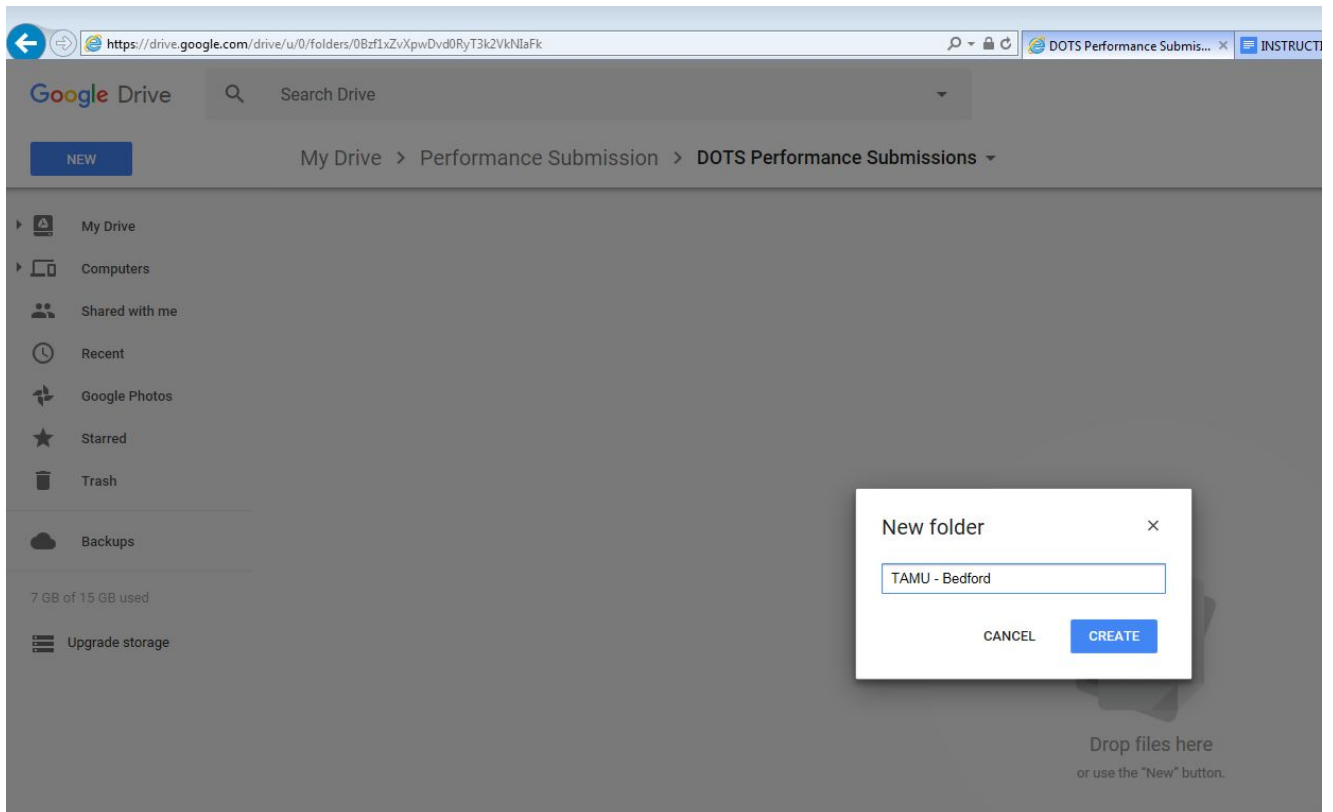 https://drive.google.com/drive/u/0/folders/0Bzf1xZvXpwDvd0RyT3k2VkNIaFk
DOTS Performance Submis...
INSTRUCTI
Google Drive
Search Drive
NEW
My Drive > Performance Submission > DOTS Performance Submissions
My Drive
Computers
Shared with me
Recent
Google Photos
Starred
Trash
Backups
7 GB of 15 GB used
Upgrade storage
New folder
TAMU - Bedford
CANCEL CREATE
Drop files here
or use the "New" button.